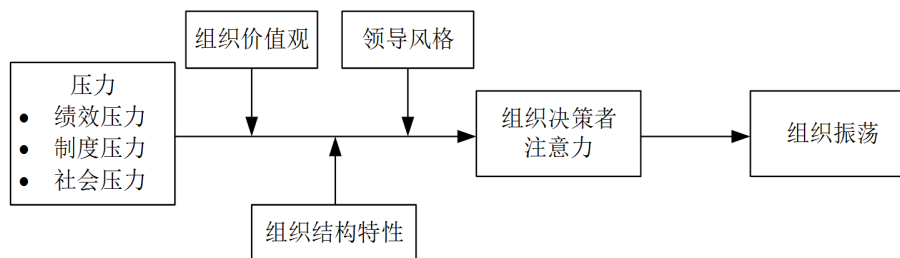 组织价值观
领导风格
压力
• 绩效压力
• 制度压力
• 社会压力
组织决策者
注意力
组织振荡
组织结构特性